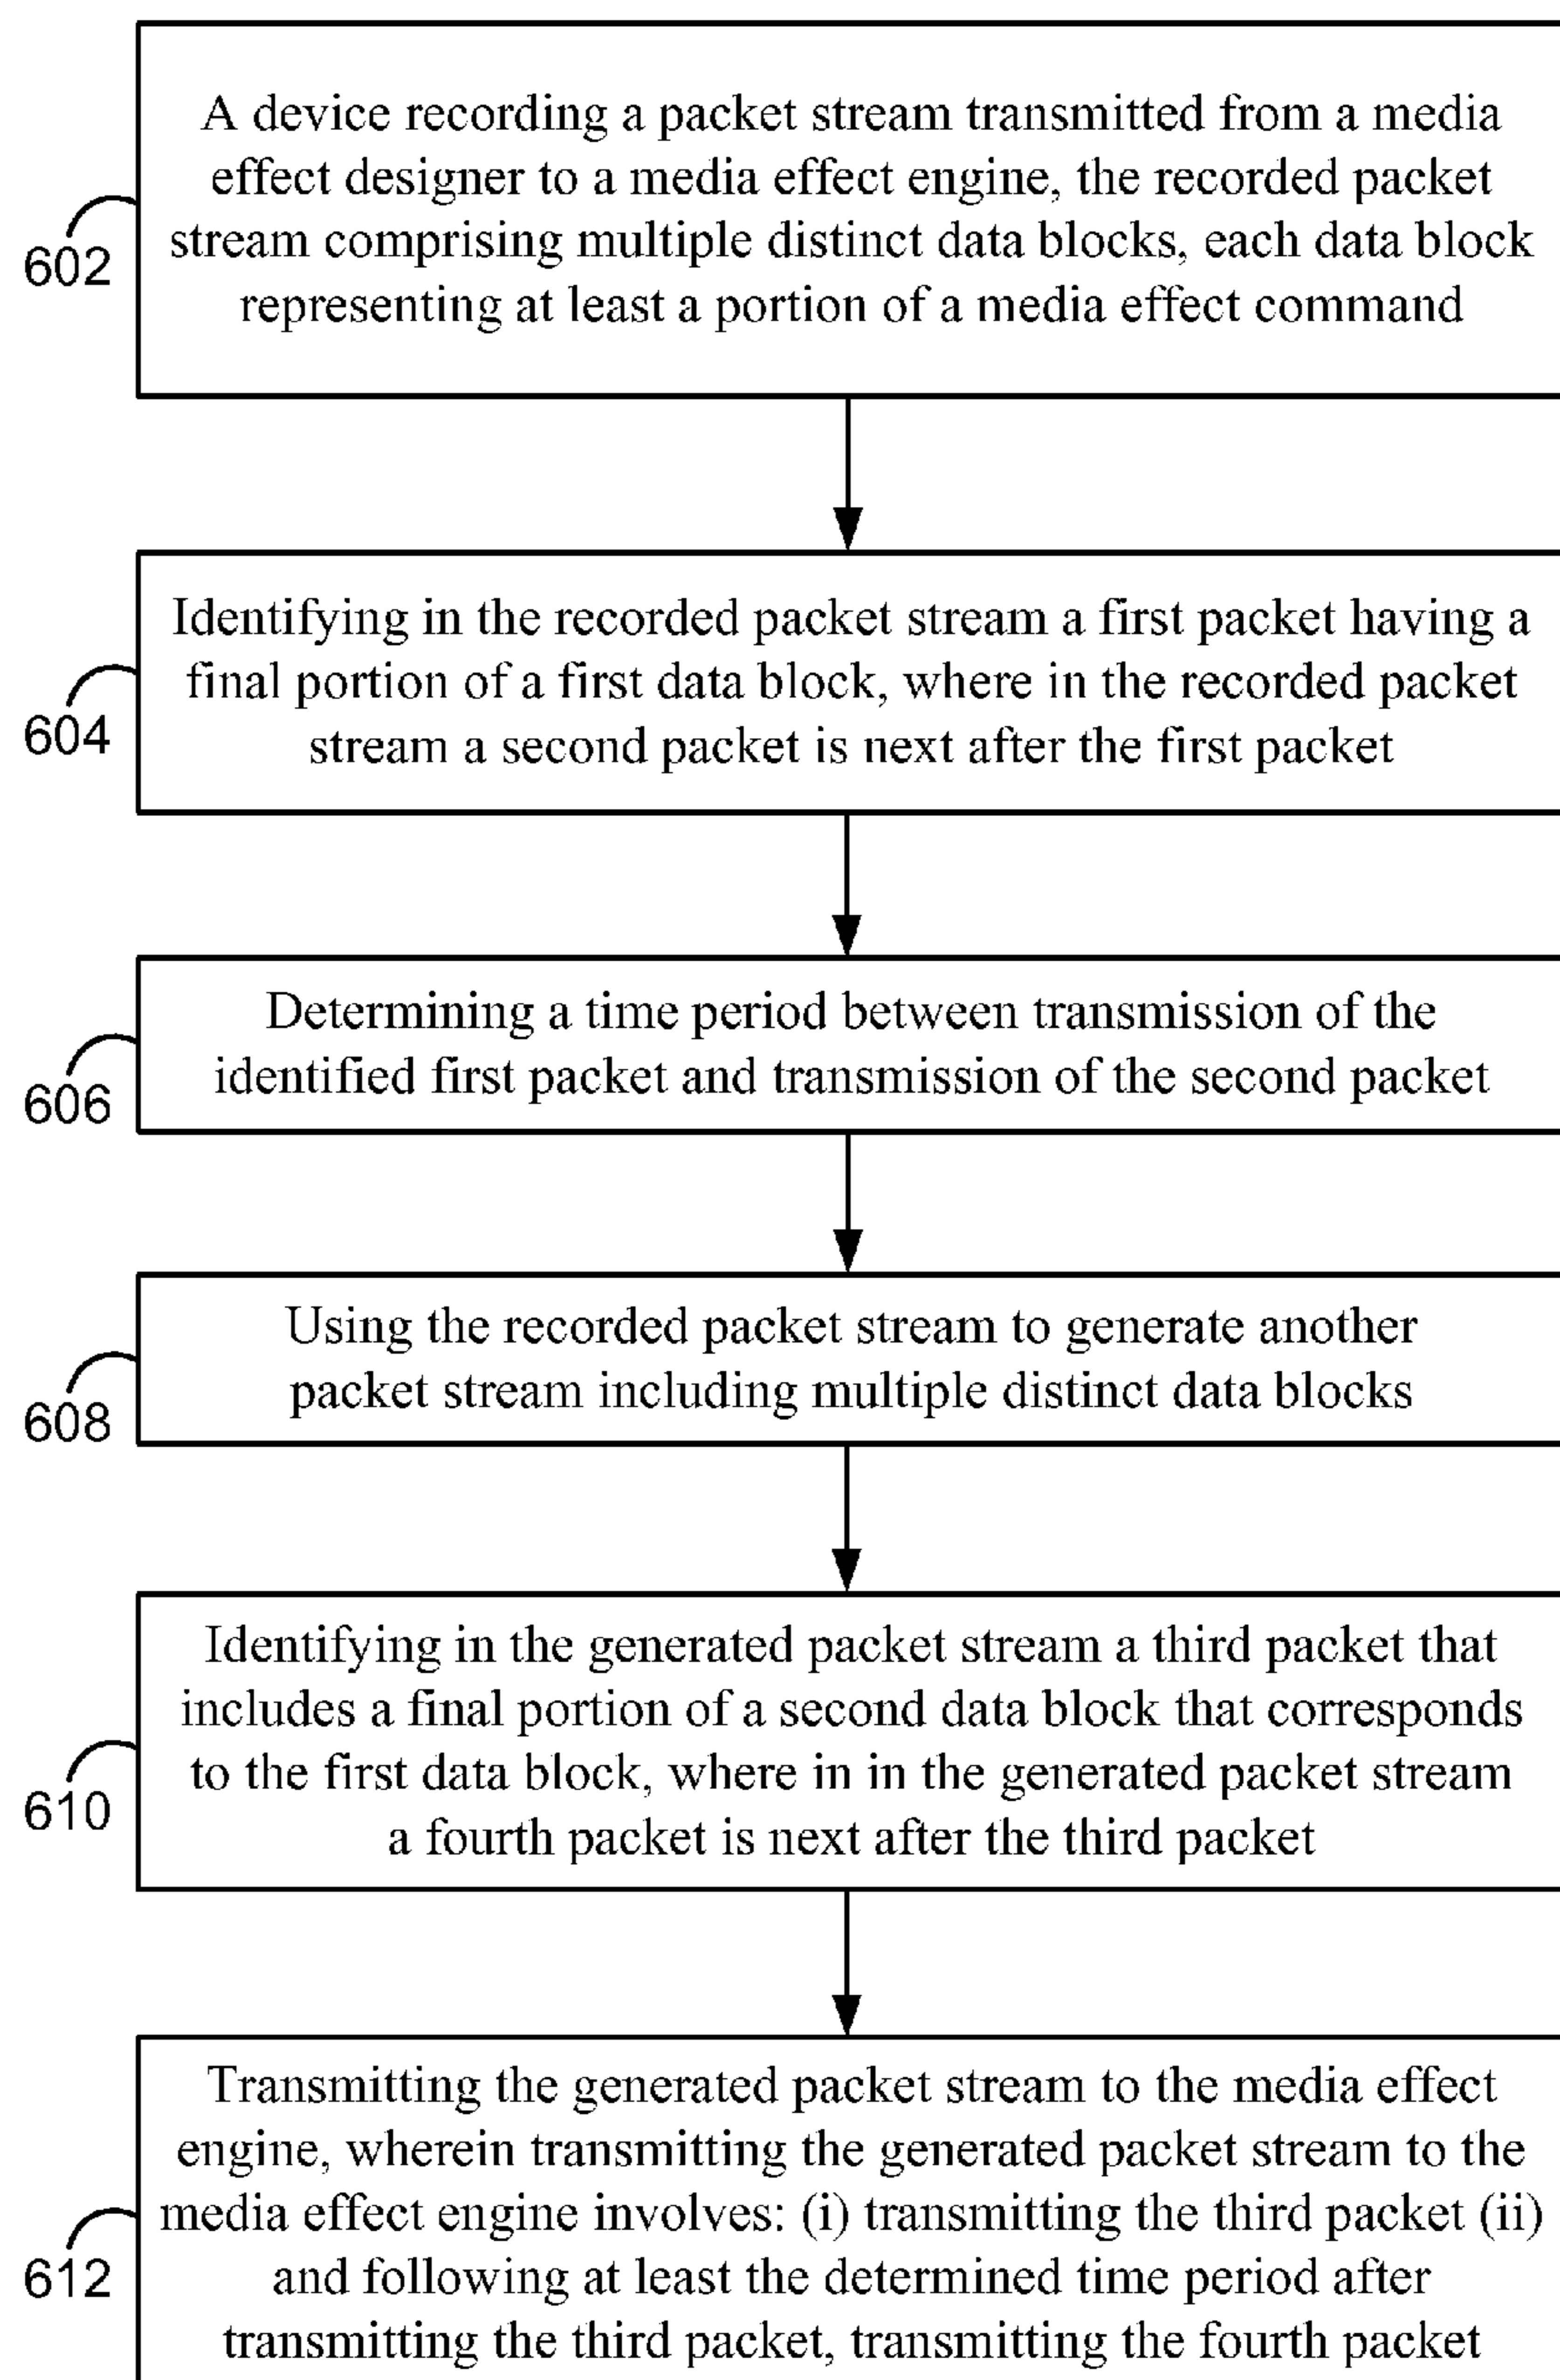 A device recording a packet stream transmitted from a media
effect designer to a media effect engine, the recorded packet
stream comprising multiple distinct data blocks, each data block
representing at least a portion of a media effect command
602
Identifying in the recorded packet stream a first packet having a
final portion of a first data block, where in the recorded packet
stream a second packet is next after the first packet
604
Determining a time period between transmission of the
identified first packet and transmission of the second packet
606
Using the recorded packet stream to generate another
packet stream including multiple distinct data blocks
608
Identifying in the generated packet stream a third packet that
includes a final portion of a second data block that corresponds
to the first data block, where in in the generated packet stream
a fourth packet is next after the third packet
610
Transmitting the generated packet stream to the media effect
engine, wherein transmitting the generated packet stream to the
media effect engine involves: (i) transmitting the third packet (ii)
and following at least the determined time period after
transmitting the third packet, transmitting the fourth packet
612